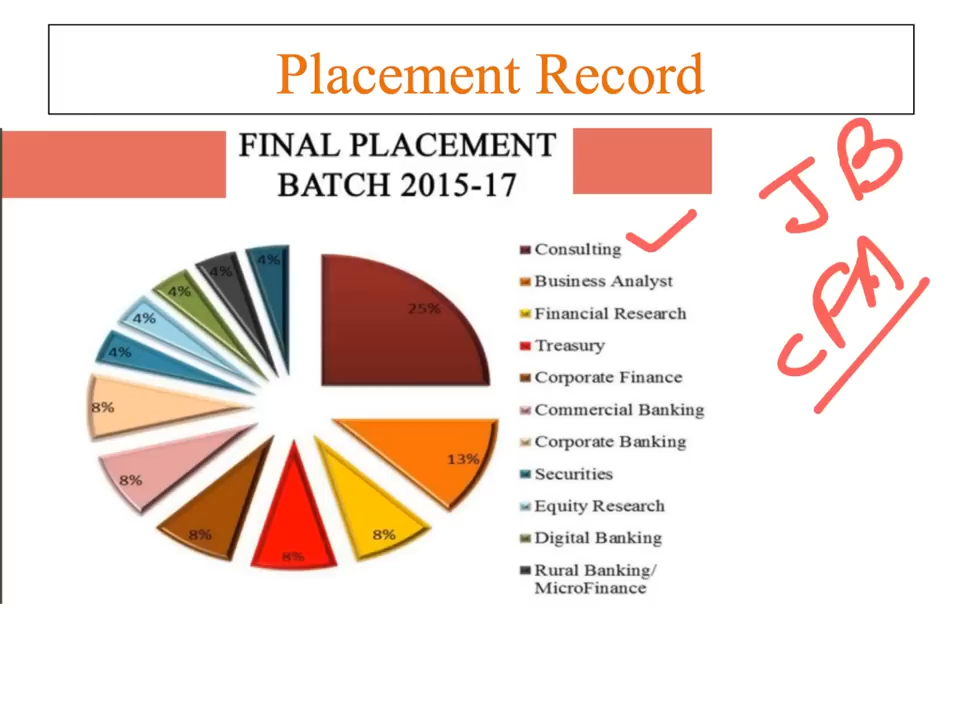 Placement Record
FINAL PLACEMENT
BATCH 2015-17
JB
CFA
Consulting
Business Analyst
Financial Research
Treasury
Corporate Finance
Commercial Banking
Corporate Banking
Securities
Equity Research
Digital Banking
Rural Banking/
MicroFinance
25%
13%
8%
8%
8%
8%
8%
4%
4%
4%
4%
4%